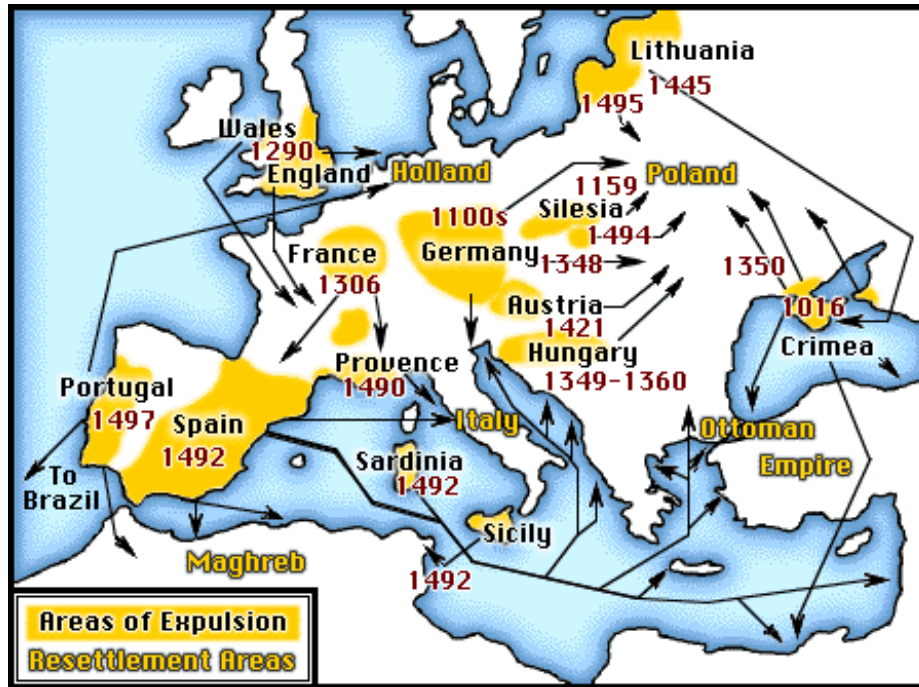 Lithuania
1445
1495
Wales
1290
England
Holland
1159
Poland
1100s
Silesia
1494
France
Germany
1348
1350
1306
Austria
1016
1421
Crimea
Hungary
Provence
1349-1360
1490
Portugal
1497
Spain
Italy
Ottoman
Empire
1492
Sardinia
1492
To
Brazil
Sicily
Maghreb
1492
Areas of Expulsion
Resettlement Areas